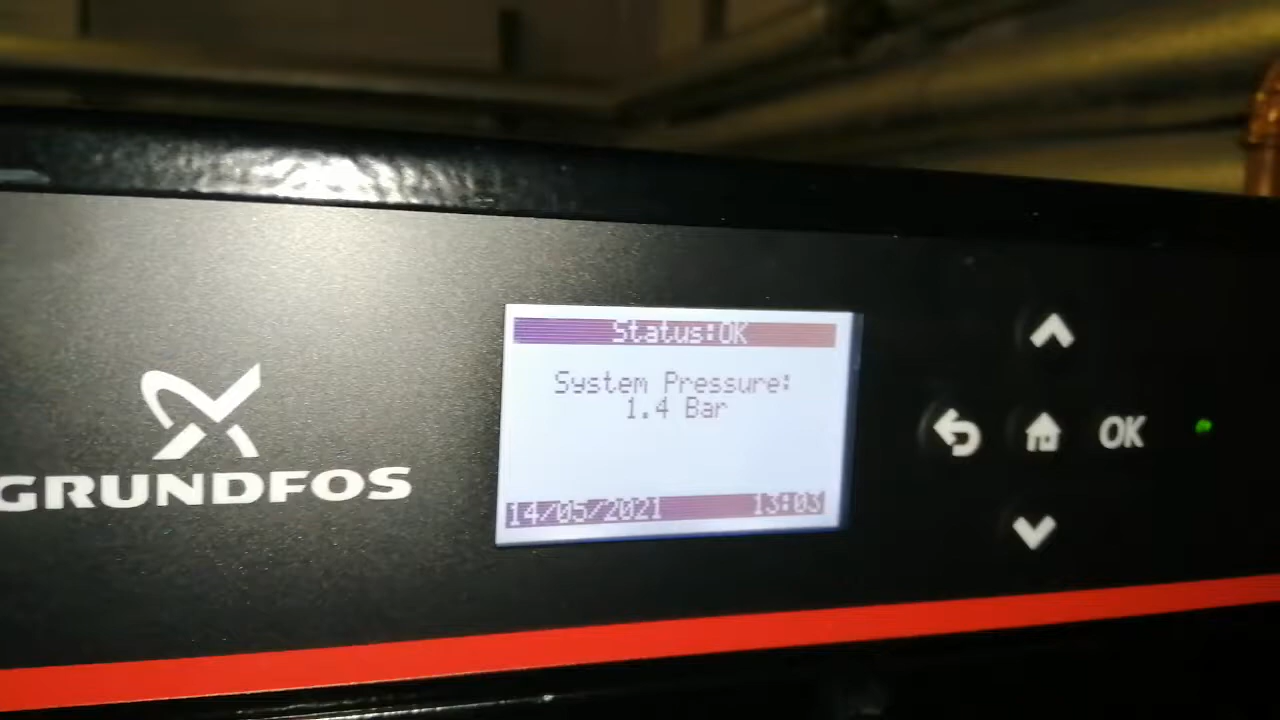 GRUNDFOS
Status:OK
System Pressure:
1.4 Bar
14/05/2021 13:03
OK